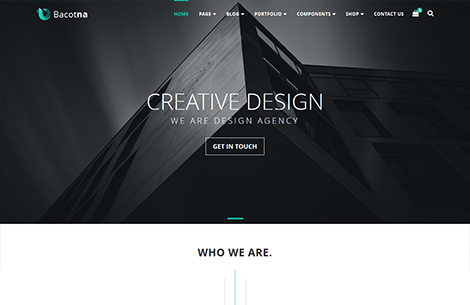 Bacotna
HOME PAGE BLOG PORTFOLIO COMPONENTS SHOP CONTACT US
CREATIVE DESIGN
WE ARE DESIGN AGENCY
GET IN TOUCH
WHO WE ARE.